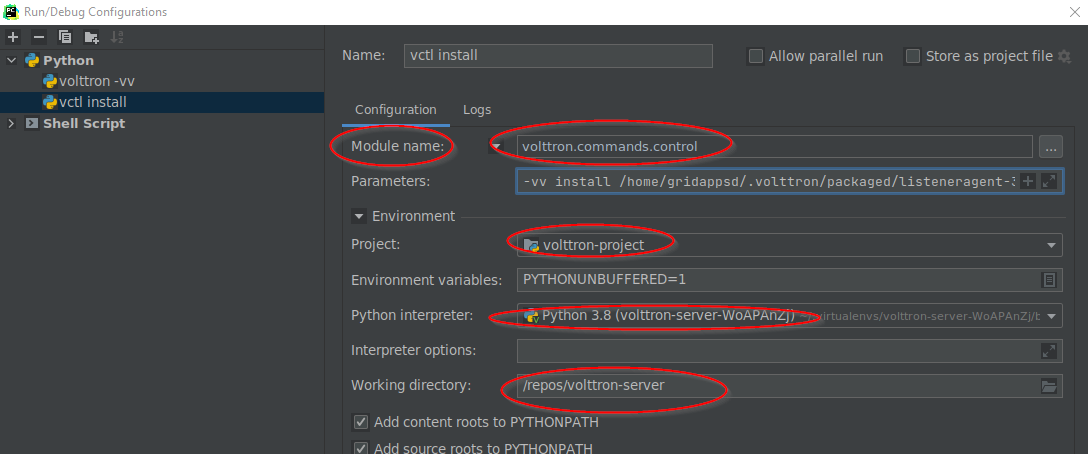 Run/Debug Configurations
Python
volttron -vv
vctl install
Shell Script
Name: vctl install Allow parallel run Store as project file
Configuration Logs
Module name: volttron.commands.control ...
Parameters: -vv install /home/gridappsd/.volttron/packaged/listeneragent-3
Environment
Project: volttron-project
Environment variables: PYTHONUNBUFFERED=1
Python interpreter: Python 3.8 (volttron-server-WoAPAnZj) ~/.virtualenvs/volttron-server-WoAPAnZj/b
Interpreter options:
Working directory: /repos/volttron-server
Add content roots to PYTHONPATH
Add source roots to PYTHONPATH